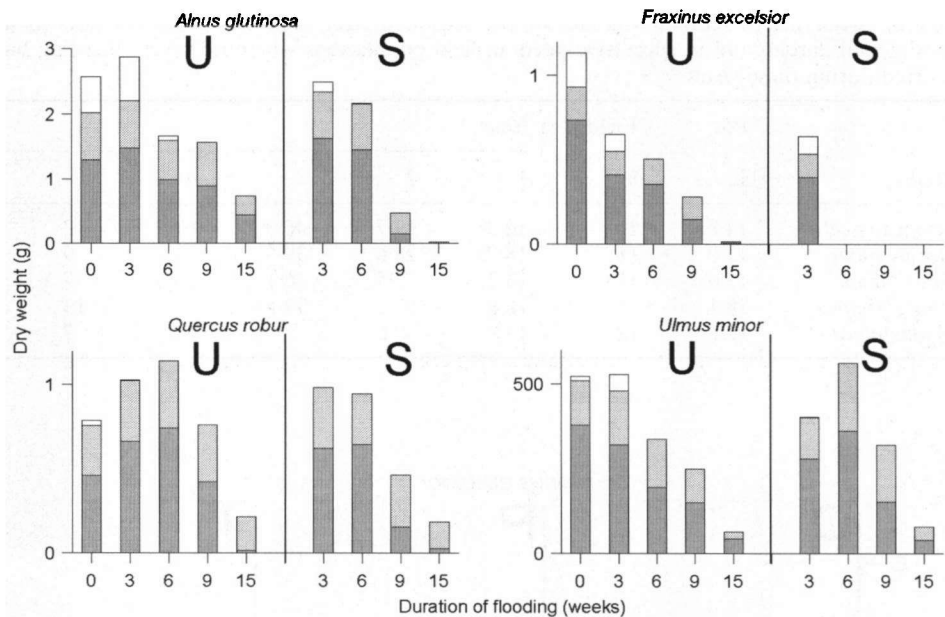 Alnus glutinosa
Fraxinus excelsior
U S
3
2
1
0
0 3 6 9 15 3 6 9 15
1
0
0 3 6 9 15 3 6 9 15
Dry weight (g)
Quercus robur
Ulmus minor
U S
1
0
0 3 6 9 15 3 6 9 15
U S
500
0
0 3 6 9 15 3 6 9 15
Duration of flooding (weeks)